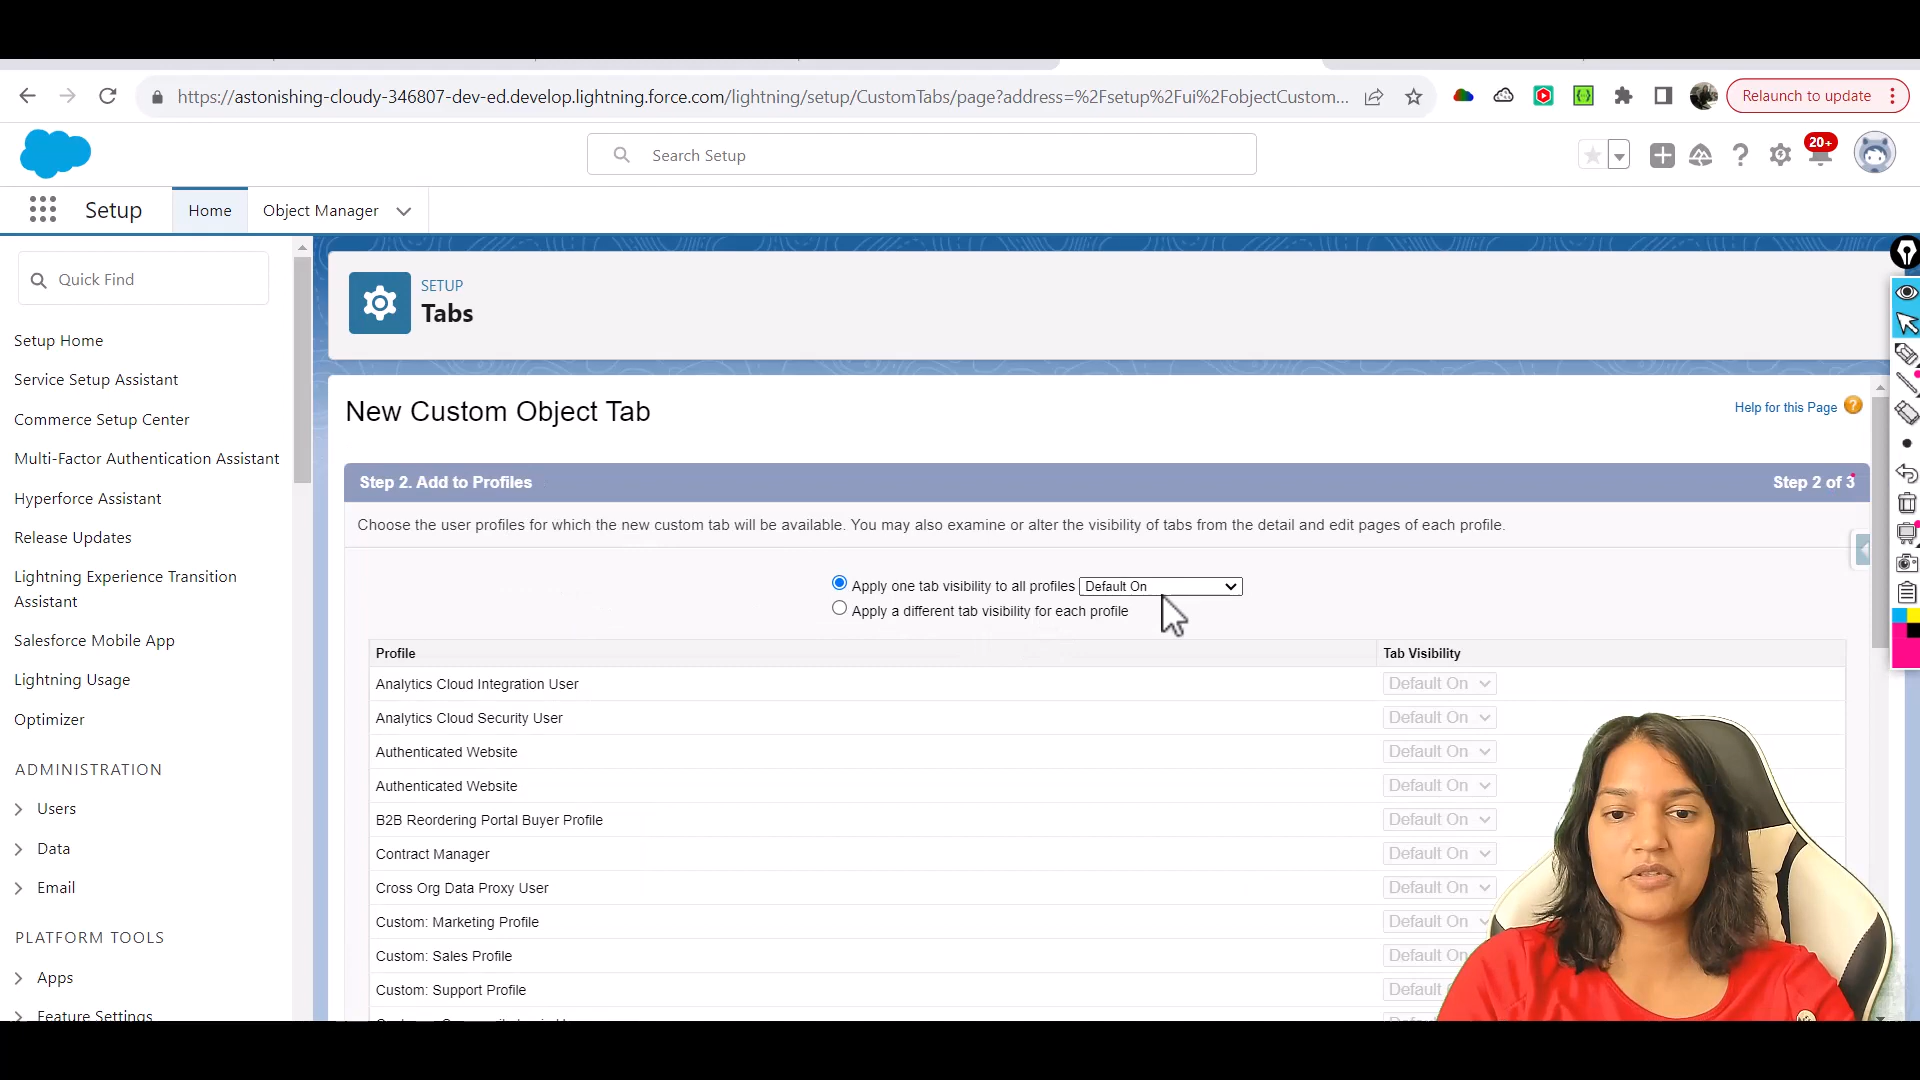 https://astonishing-cloudy-346807-dev-ed.develop.lightning.force.com/lightning/setup/CustomTabs/page?address=%2Fsetup%2Fui%2FobjectCustom...
Relaunch to update
Search Setup
20+
Setup
Home
Object Manager
Quick Find
SETUP
Tabs
Setup Home
Service Setup Assistant
Commerce Setup Center
Multi-Factor Authentication Assistant
Hyperforce Assistant
Release Updates
Lightning Experience Transition
Assistant
Salesforce Mobile App
Lightning Usage
Optimizer
ADMINISTRATION
Users
Data
Email
PLATFORM TOOLS
Apps
Feature Settings
New Custom Object Tab
Help for this Page
Step 2. Add to Profiles
Step 2 of 3
Choose the user profiles for which the new custom tab will be available. You may also examine or alter the visibility of tabs from the detail and edit pages of each profile.
Apply one tab visibility to all profiles Default On
Apply a different tab visibility for each profile
Profile Tab Visibility
Analytics Cloud Integration User Default On
Analytics Cloud Security User Default On
Authenticated Website Default On
Authenticated Website Default On
B2B Reordering Portal Buyer Profile Default On
Contract Manager Default On
Cross Org Data Proxy User Default On
Custom: Marketing Profile Default On
Custom: Sales Profile Default On
Custom: Support Profile Default